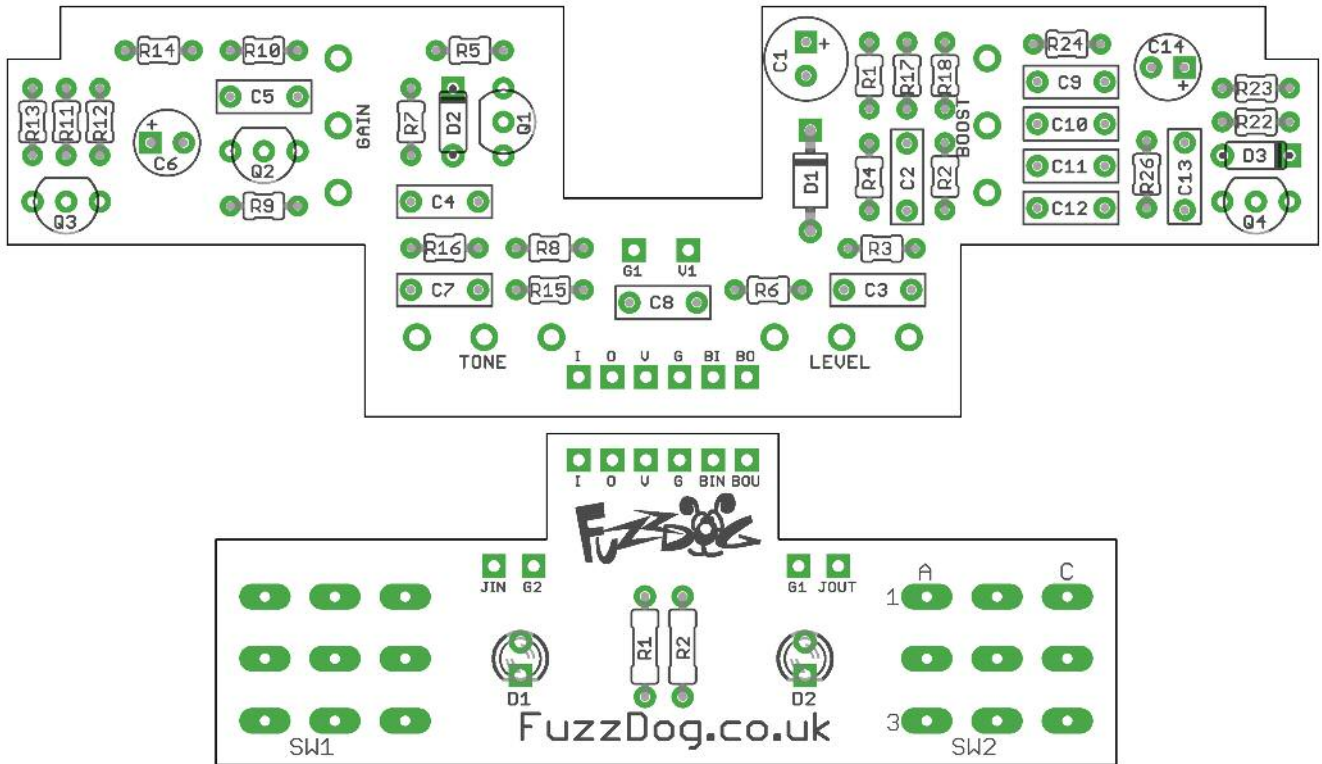 R14 R10 R5 C1 + R1 R17 R18 R24 C14 +
R13 R11 R12 + C6 C5 GAIN R7 D2 Q1 BOOST C9 R23
Q2 C10 R22
D1 R4 C2 R2 C11 R26 C13 D3
Q3 R9 C4 C12 Q4
R16 R8 G1 V1 R3
C7 R15 C8 R6 C3
TONE LEVEL
I O V G BI BO
I O V G BIN BOU
FuzzDog
JIN G2 G1 JOUT A C
1
R1 R2
D1 D2
FuzzDog.co.uk
3
SW1 SW2